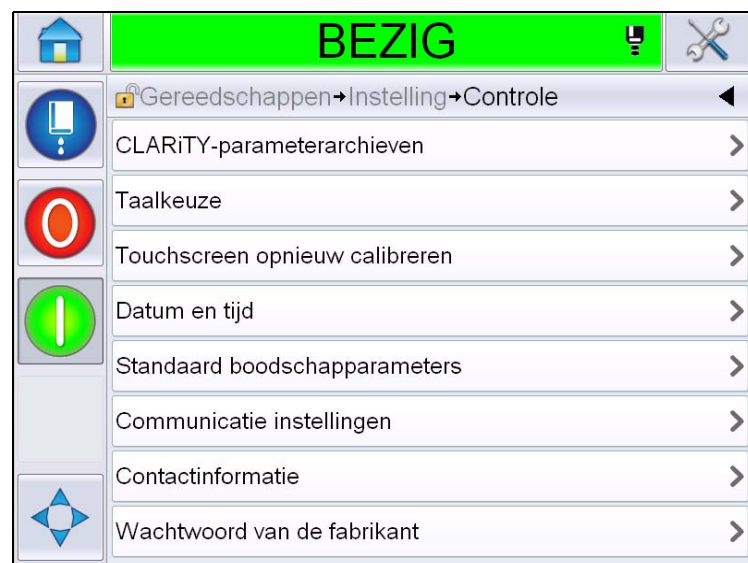 BEZIG
Gereedschappen→Instelling→Controle
CLARiTY-parameterarchieven
Taalkeuze
Touchscreen opnieuw calibreren
Datum en tijd
Standaard boodschapparameters
Communicatie instellingen
Contactinformatie
Wachtwoord van de fabrikant